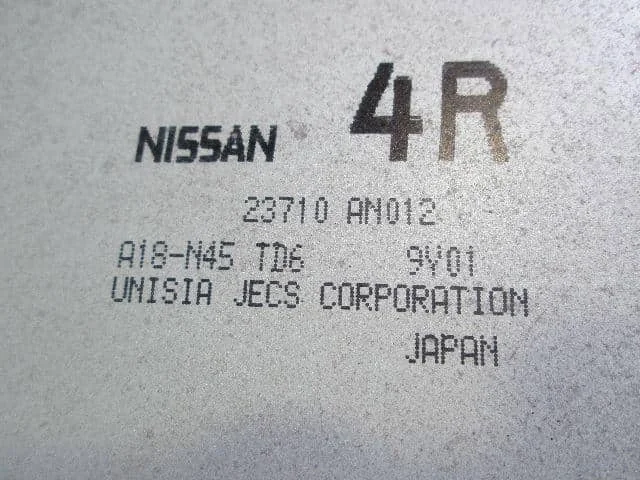 NISSAN 4R
23710 AN012
A18-N45 TD6 9Y01
UNISIA JECS CORPORATION
JAPAN